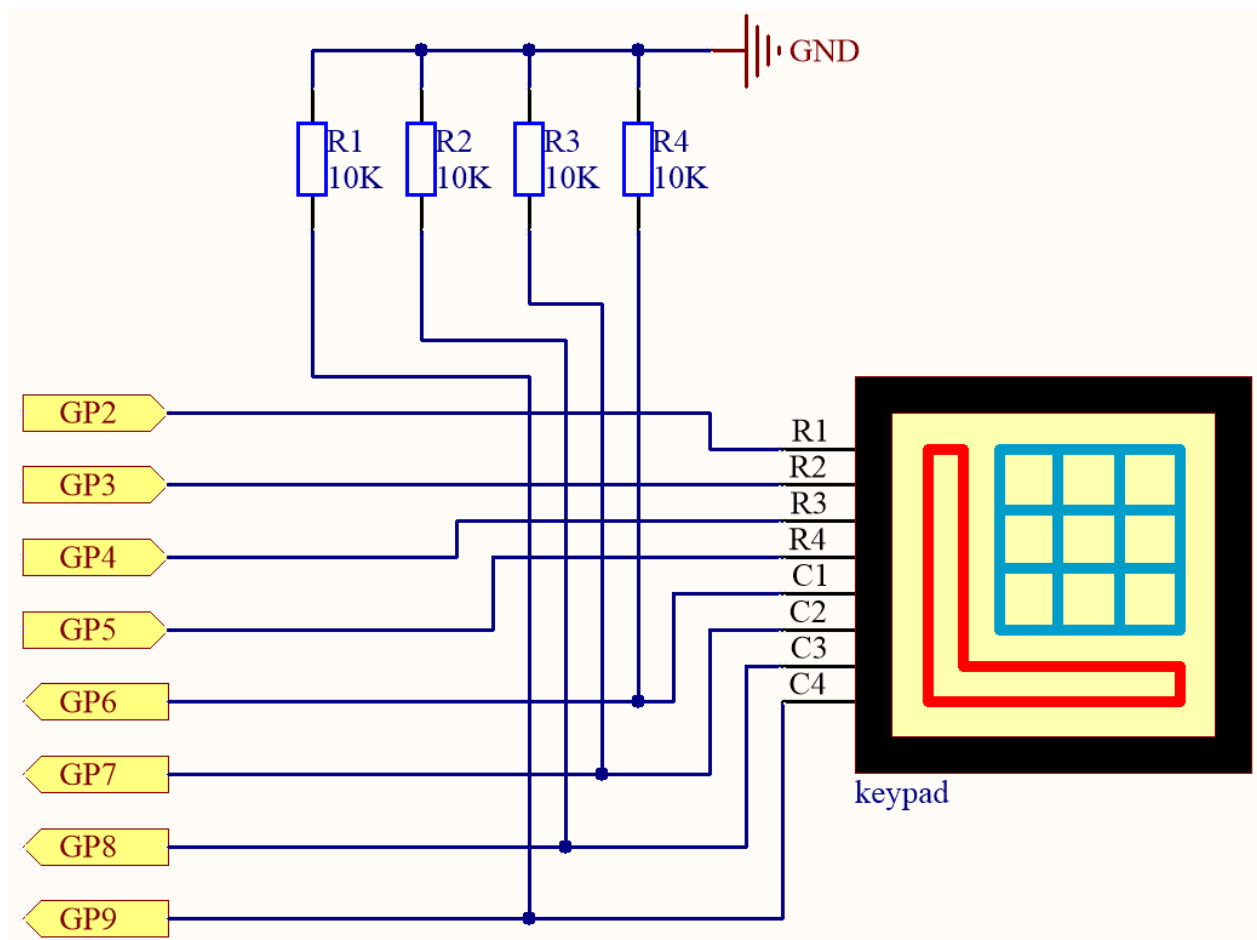 GND
R1
10K
R2
10K
R3
10K
R4
10K
GP2
GP3
GP4
GP5
GP6
GP7
GP8
GP9
R1
R2
R3
R4
C1
C2
C3
C4
keypad